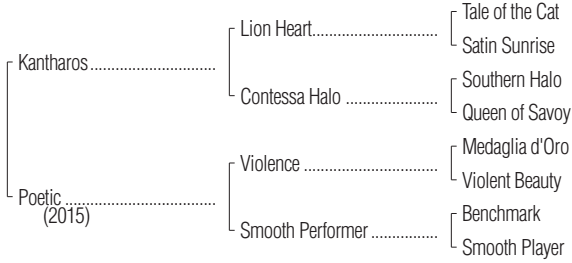 Tale of the Cat
Lion Heart
Satin Sunrise
Kantharos
Southern Halo
Contessa Halo
Queen of Savoy
Medaglia d'Oro
Violence
Violent Beauty
Poetic
(2015)
Benchmark
Smooth Performer
Smooth Player